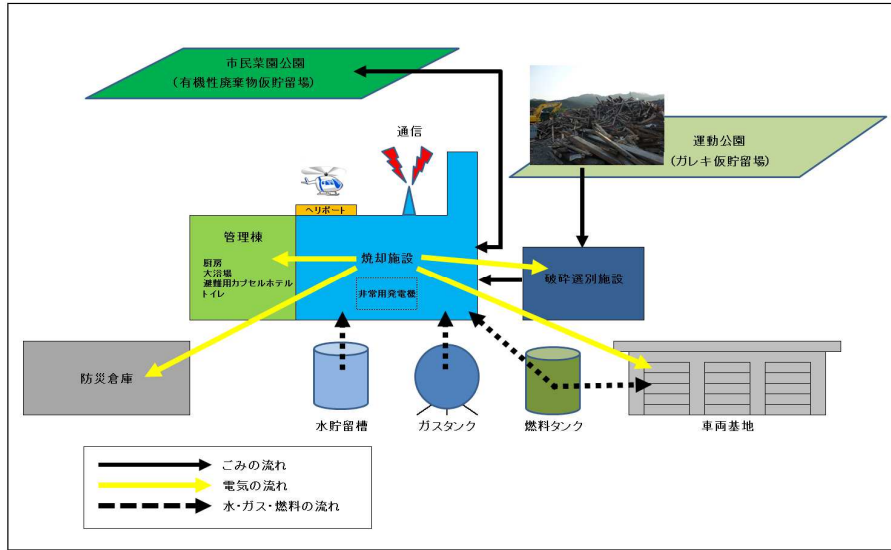 市民菜園公園
(有機性廃棄物仮貯留場)
通信
運動公園
(ガレキ仮貯留場)
ヘリポート
管理棟
厨房
大浴場
避難用カプセルホテル
トイレ
焼却施設
非常用発電機
破砕選別施設
防災倉庫
水貯留槽
ガスタンク
燃料タンク
車両基地
ごみの流れ
電気の流れ
水・ガス・燃料の流れ